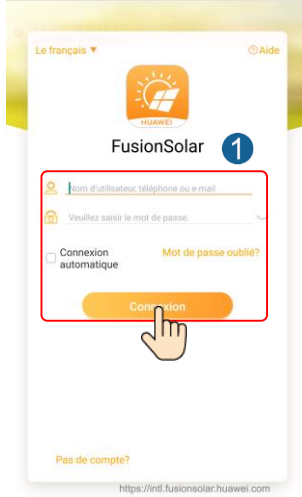 Le français ▼ Aide
HUAWEI
FusionSolar
1
Nom d'utilisateur, téléphone ou e-mail
Veuillez saisir le mot de passe.
Connexion
automatique
Mot de passe oublié?
Connexion
Pas de compte?
https://intl.fusionsolar.huawei.com